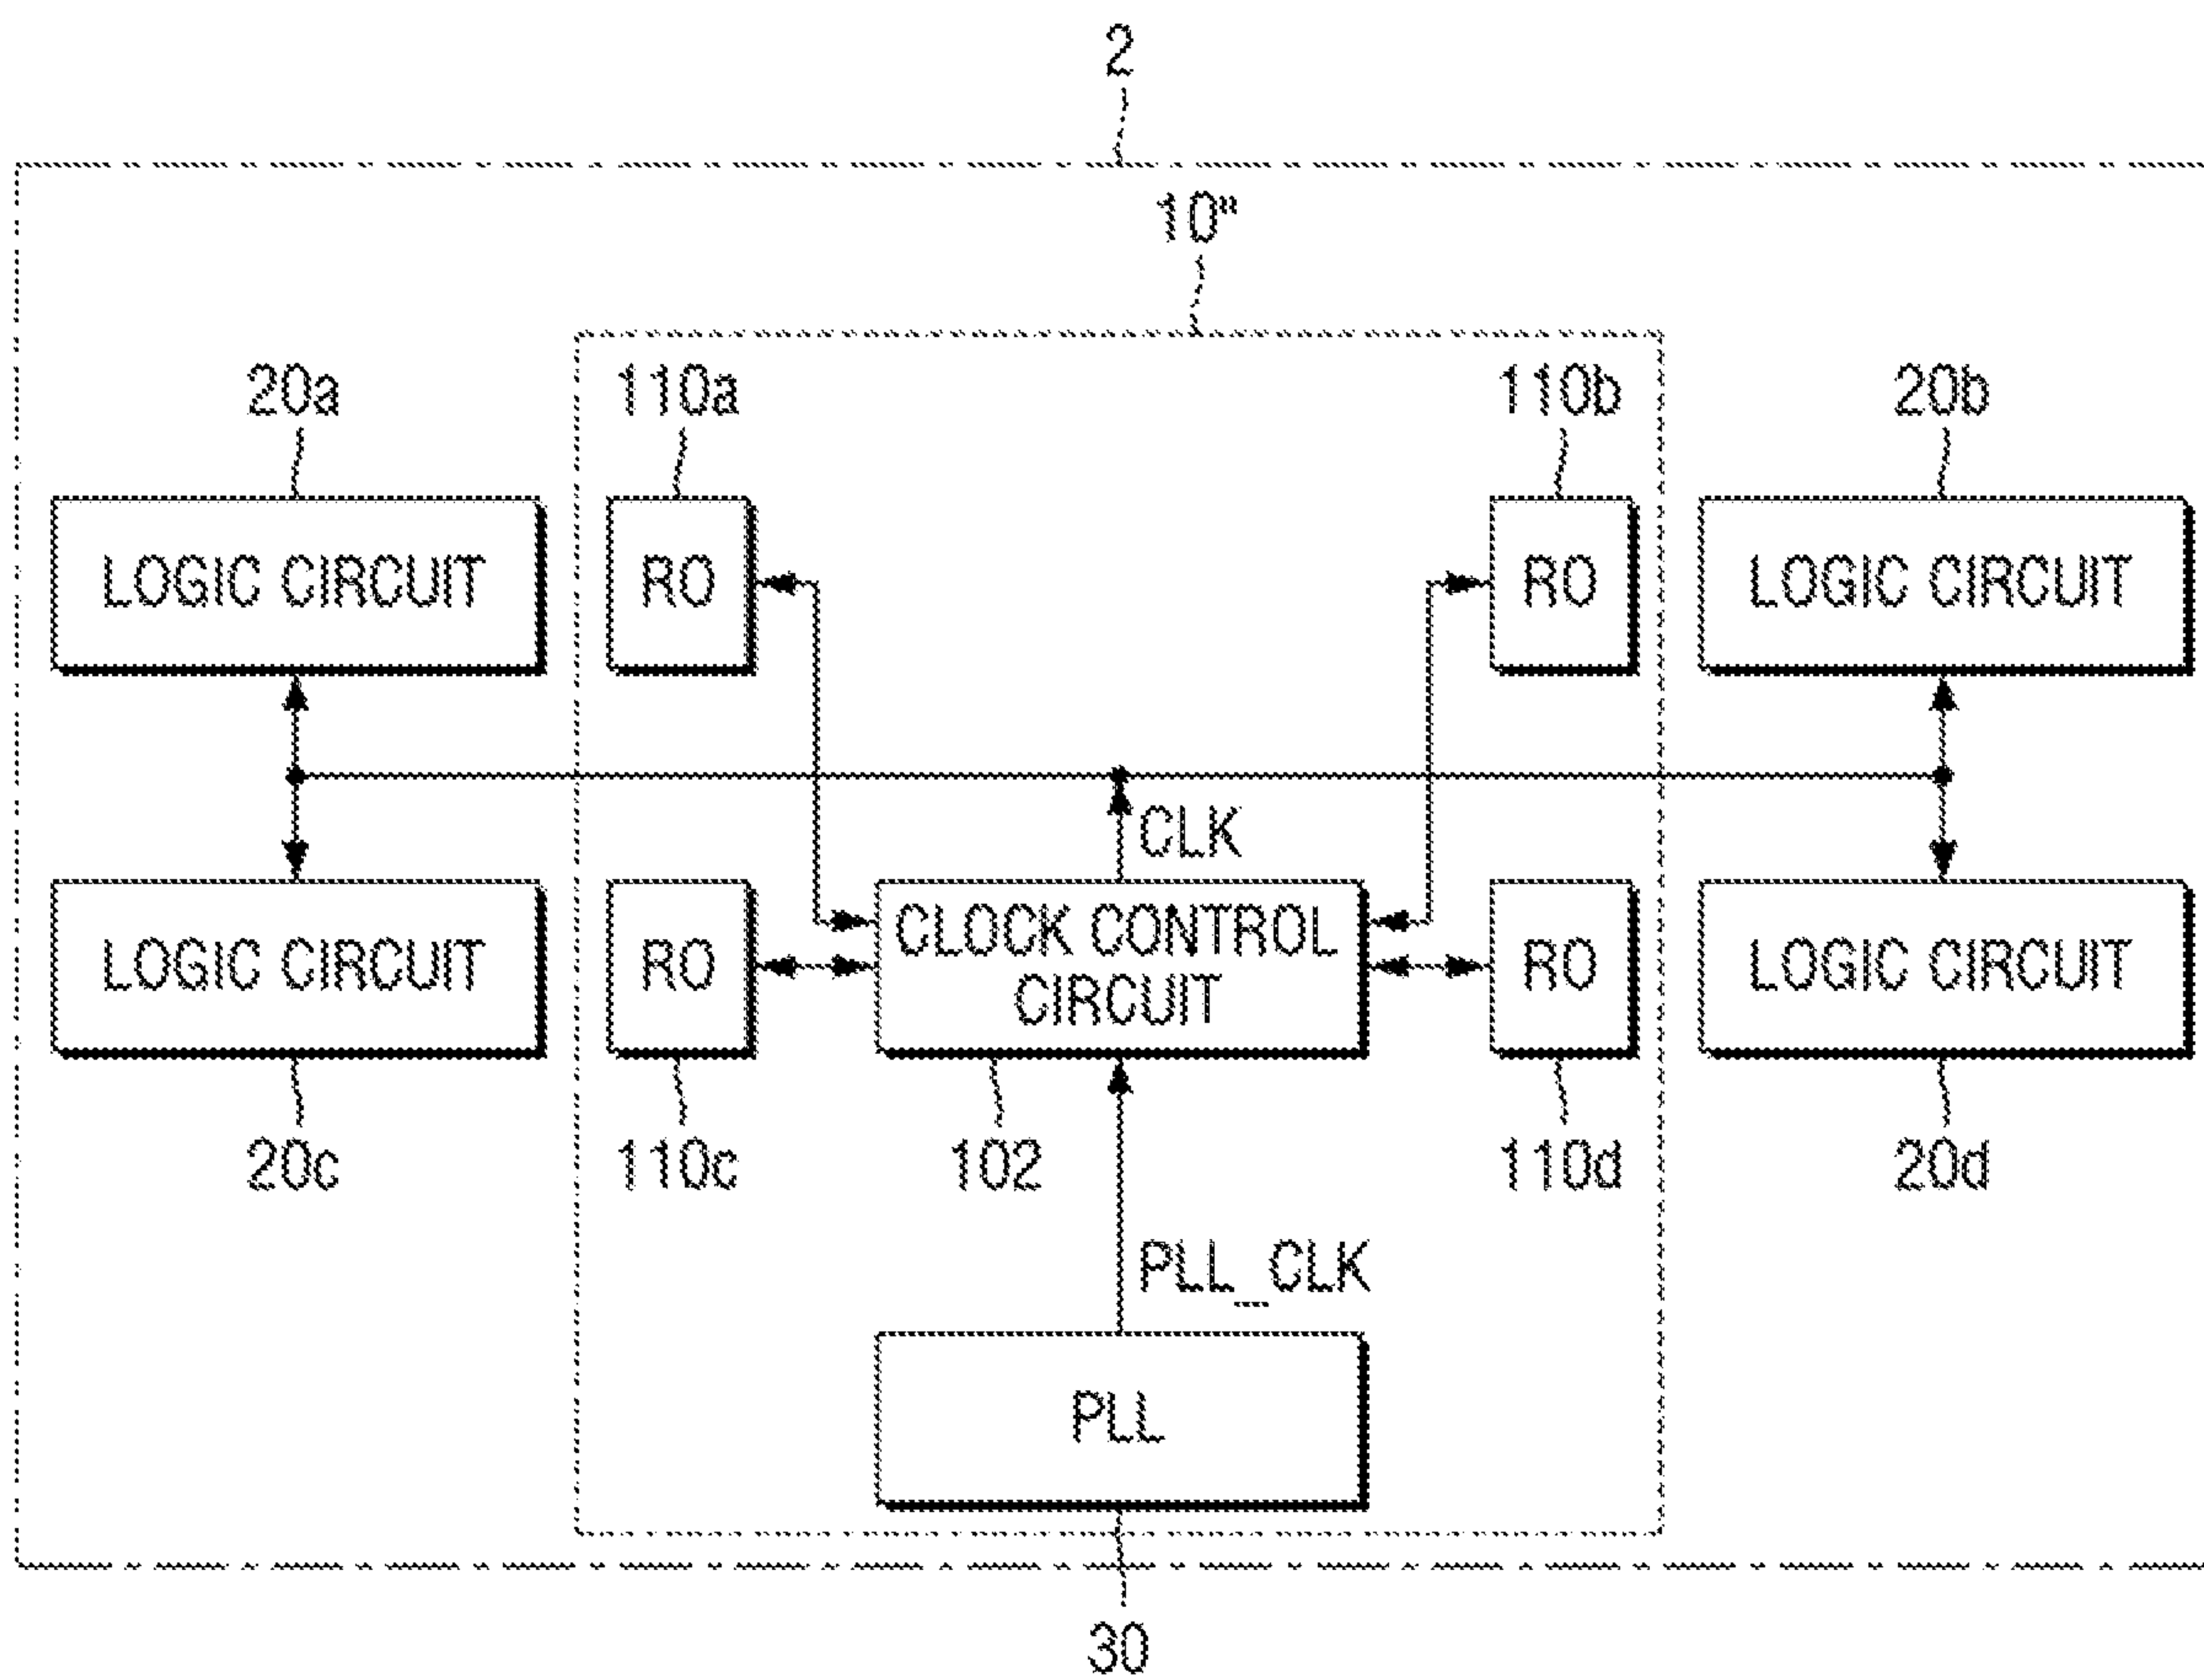 2
10"
20a 110a 110b 20b
LOGIC CIRCUIT RO RO LOGIC CIRCUIT
CLK
LOGIC CIRCUIT RO CLOCK CONTROL RO LOGIC CIRCUIT
CIRCUIT
20c 110c 102 110d 20d
PLL_CLK
PLL
30